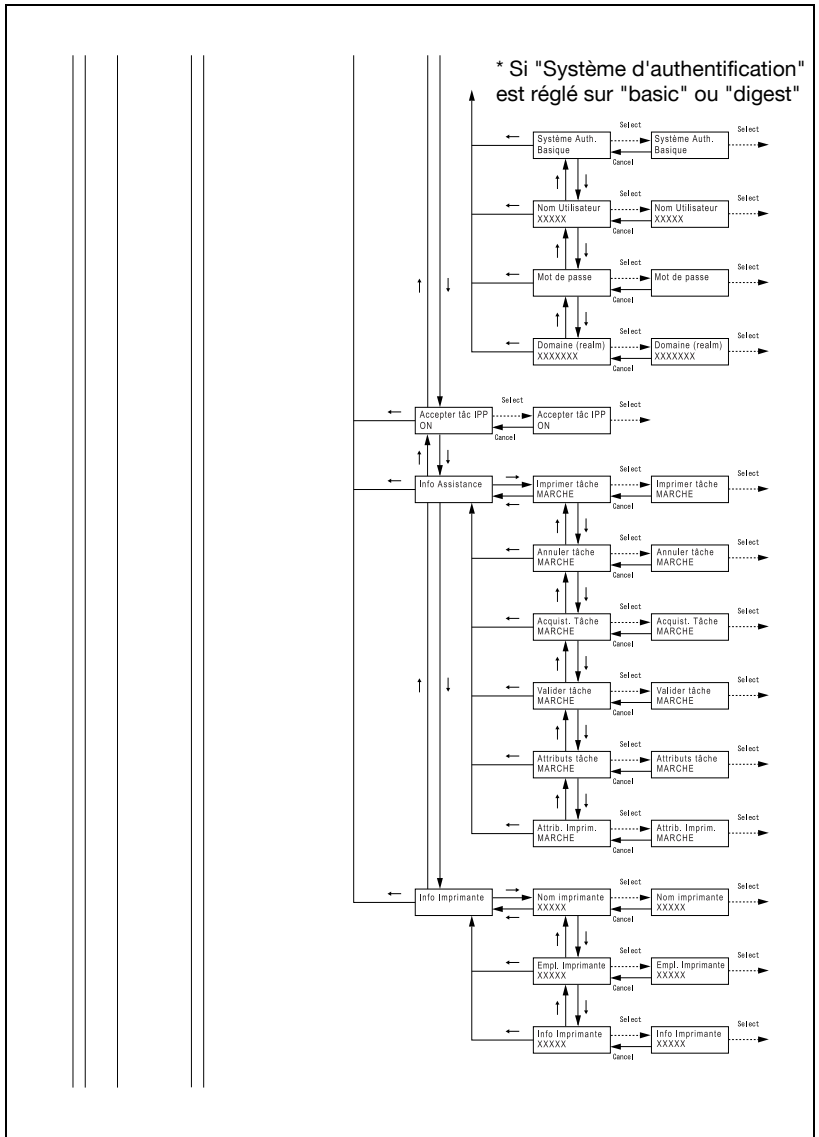 * Si "Système d'authentification"
est réglé sur "basic" ou "digest"
Select
Select
Système Auth.
Basique
Système Auth.
Basique
Cancel
Select
Select
Nom Utilisateur
XXXXX
Nom Utilisateur
XXXXX
Cancel
Select
Select
Mot de passe
Mot de passe
Cancel
Select
Select
Domaine (realm)
XXXXXXX
Domaine (realm)
XXXXXXX
Cancel
Select
Select
Accepter tâc IPP
ON
Accepter tâc IPP
ON
Cancel
Info Assistance
Select
Select
Imprimer tâche
MARCHE
Imprimer tâche
MARCHE
Cancel
Select
Select
Annuler tâche
MARCHE
Annuler tâche
MARCHE
Cancel
Select
Select
Acquist. Tâche
MARCHE
Acquist. Tâche
MARCHE
Cancel
Select
Select
Valider tâche
MARCHE
Valider tâche
MARCHE
Cancel
Select
Select
Attributs tâche
MARCHE
Attributs tâche
MARCHE
Cancel
Select
Select
Attrib. Imprim.
MARCHE
Attrib. Imprim.
MARCHE
Cancel
Info Imprimante
Select
Select
Nom imprimante
XXXXX
Nom imprimante
XXXXX
Cancel
Select
Select
Empl. Imprimante
XXXXX
Empl. Imprimante
XXXXX
Cancel
Select
Select
Info Imprimante
XXXXX
Info Imprimante
XXXXX
Cancel